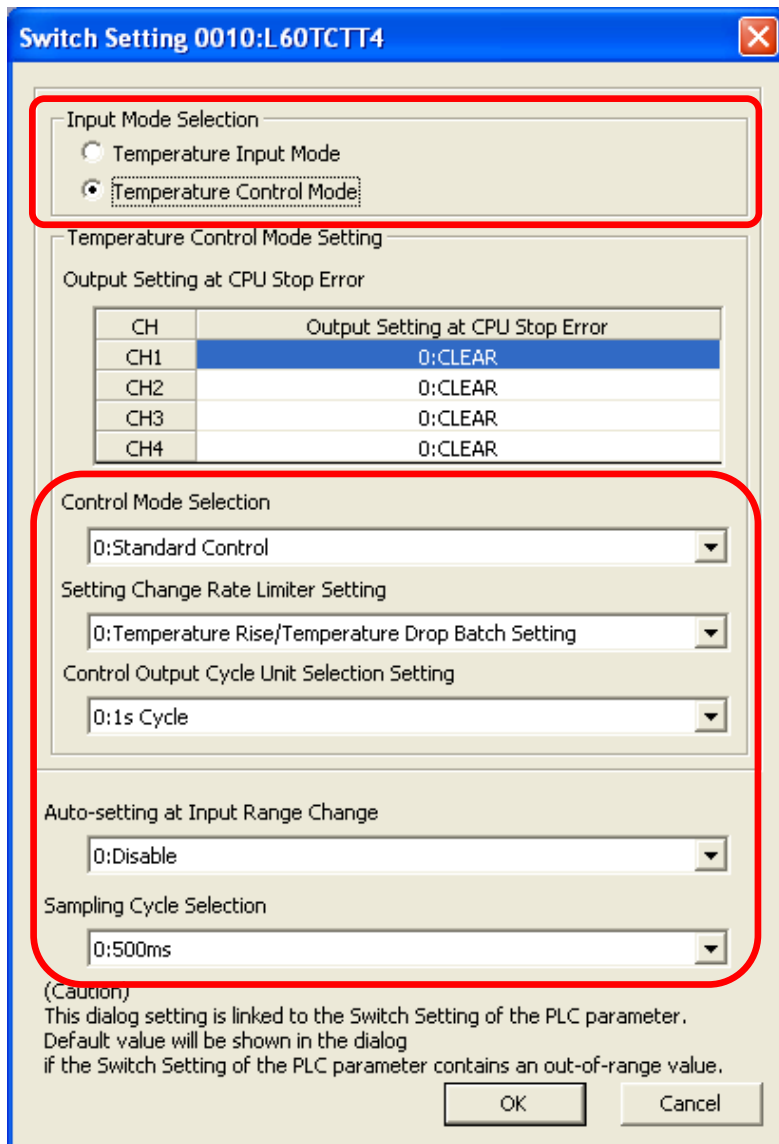 Switch Setting 0010:L60TCTT4
Input Mode Selection
Temperature Input Mode
Temperature Control Mode
Temperature Control Mode Setting
Output Setting at CPU Stop Error
CH Output Setting at CPU Stop Error
CH1 0:CLEAR
CH2 0:CLEAR
CH3 0:CLEAR
CH4 0:CLEAR
Control Mode Selection
0:Standard Control
Setting Change Rate Limiter Setting
0:Temperature Rise/Temperature Drop Batch Setting
Control Output Cycle Unit Selection Setting
0:1s Cycle
Auto-setting at Input Range Change
0:Disable
Sampling Cycle Selection
0:500ms
(Caution)
This dialog setting is linked to the Switch Setting of the PLC parameter.
Default value will be shown in the dialog
if the Switch Setting of the PLC parameter contains an out-of-range value.
OK Cancel